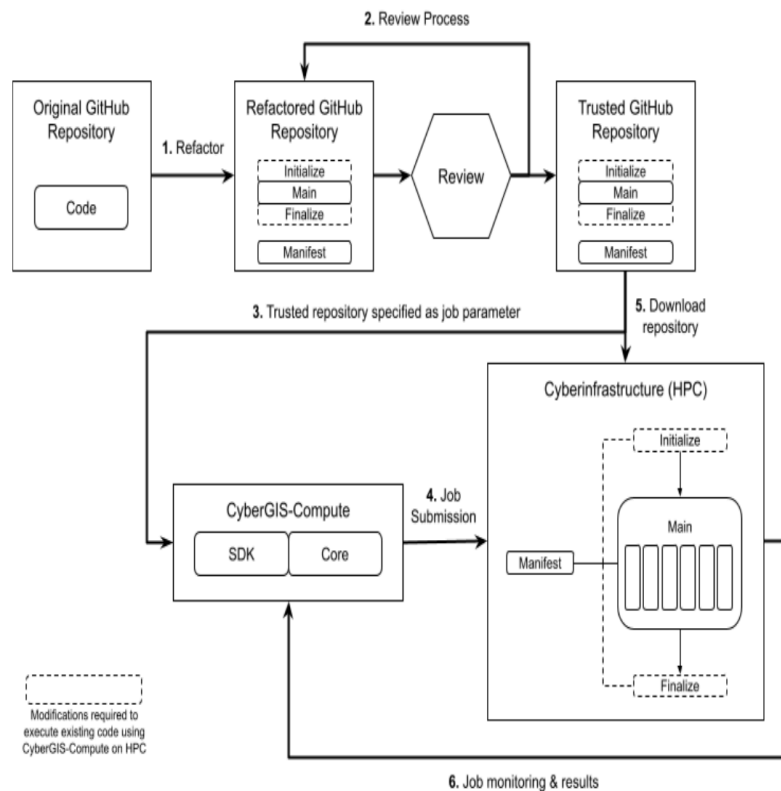 2. Review Process
Original GitHub
Repository
Code
1. Refactor
Refactored GitHub
Repository
Initialize
Main
Finalize
Manifest
Review
Trusted GitHub
Repository
Initialize
Main
Finalize
Manifest
3. Trusted repository specified as job parameter
5. Download
repository
Cyberinfrastructure (HPC)
Initialize
Main
Manifest
Finalize
CyberGIS-Compute
SDK
Core
4. Job
Submission
Modifications required to
execute existing code using
CyberGIS-Compute on HPC
6. Job monitoring & results